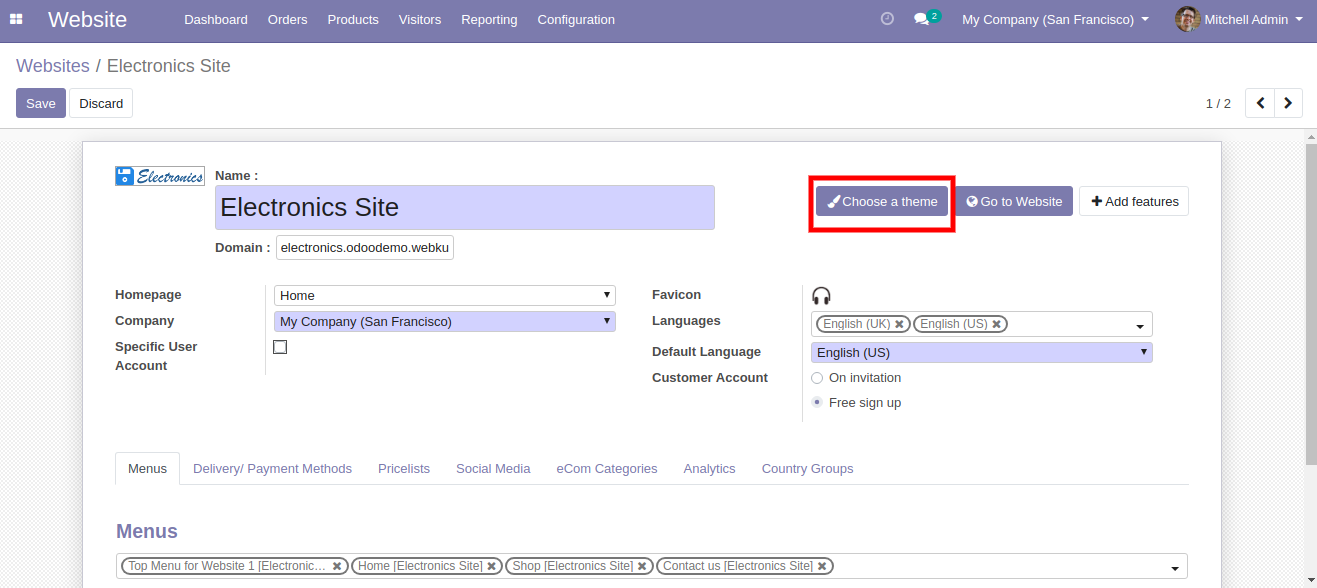 Website Dashboard Orders Products Visitors Reporting Configuration 2 My Company (San Francisco) Mitchell Admin
Websites / Electronics Site
Save Discard 1 / 2
Electronics Name :
Electronics Site Choose a theme Go to Website Add features
Domain : electronics.odoodemo.webku
Homepage Home
Company My Company (San Francisco)
Specific User Account
Favicon
Languages English (UK) English (US)
Default Language English (US)
Customer Account On invitation
Free sign up
Menus Delivery/ Payment Methods Pricelists Social Media eCom Categories Analytics Country Groups
Menus
Top Menu for Website 1 [Electronic... Home [Electronics Site] Shop [Electronics Site] Contact us [Electronics Site]